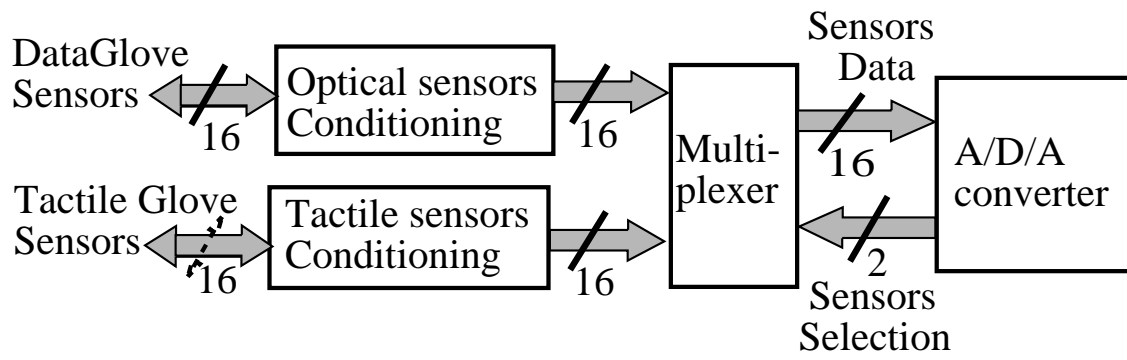 DataGlove
Sensors
16
Optical sensors
Conditioning
16
Tactile Glove
Sensors
16
Tactile sensors
Conditioning
16
Multi-
plexer
Sensors
Data
16
2
Sensors
Selection
A/D/A
converter